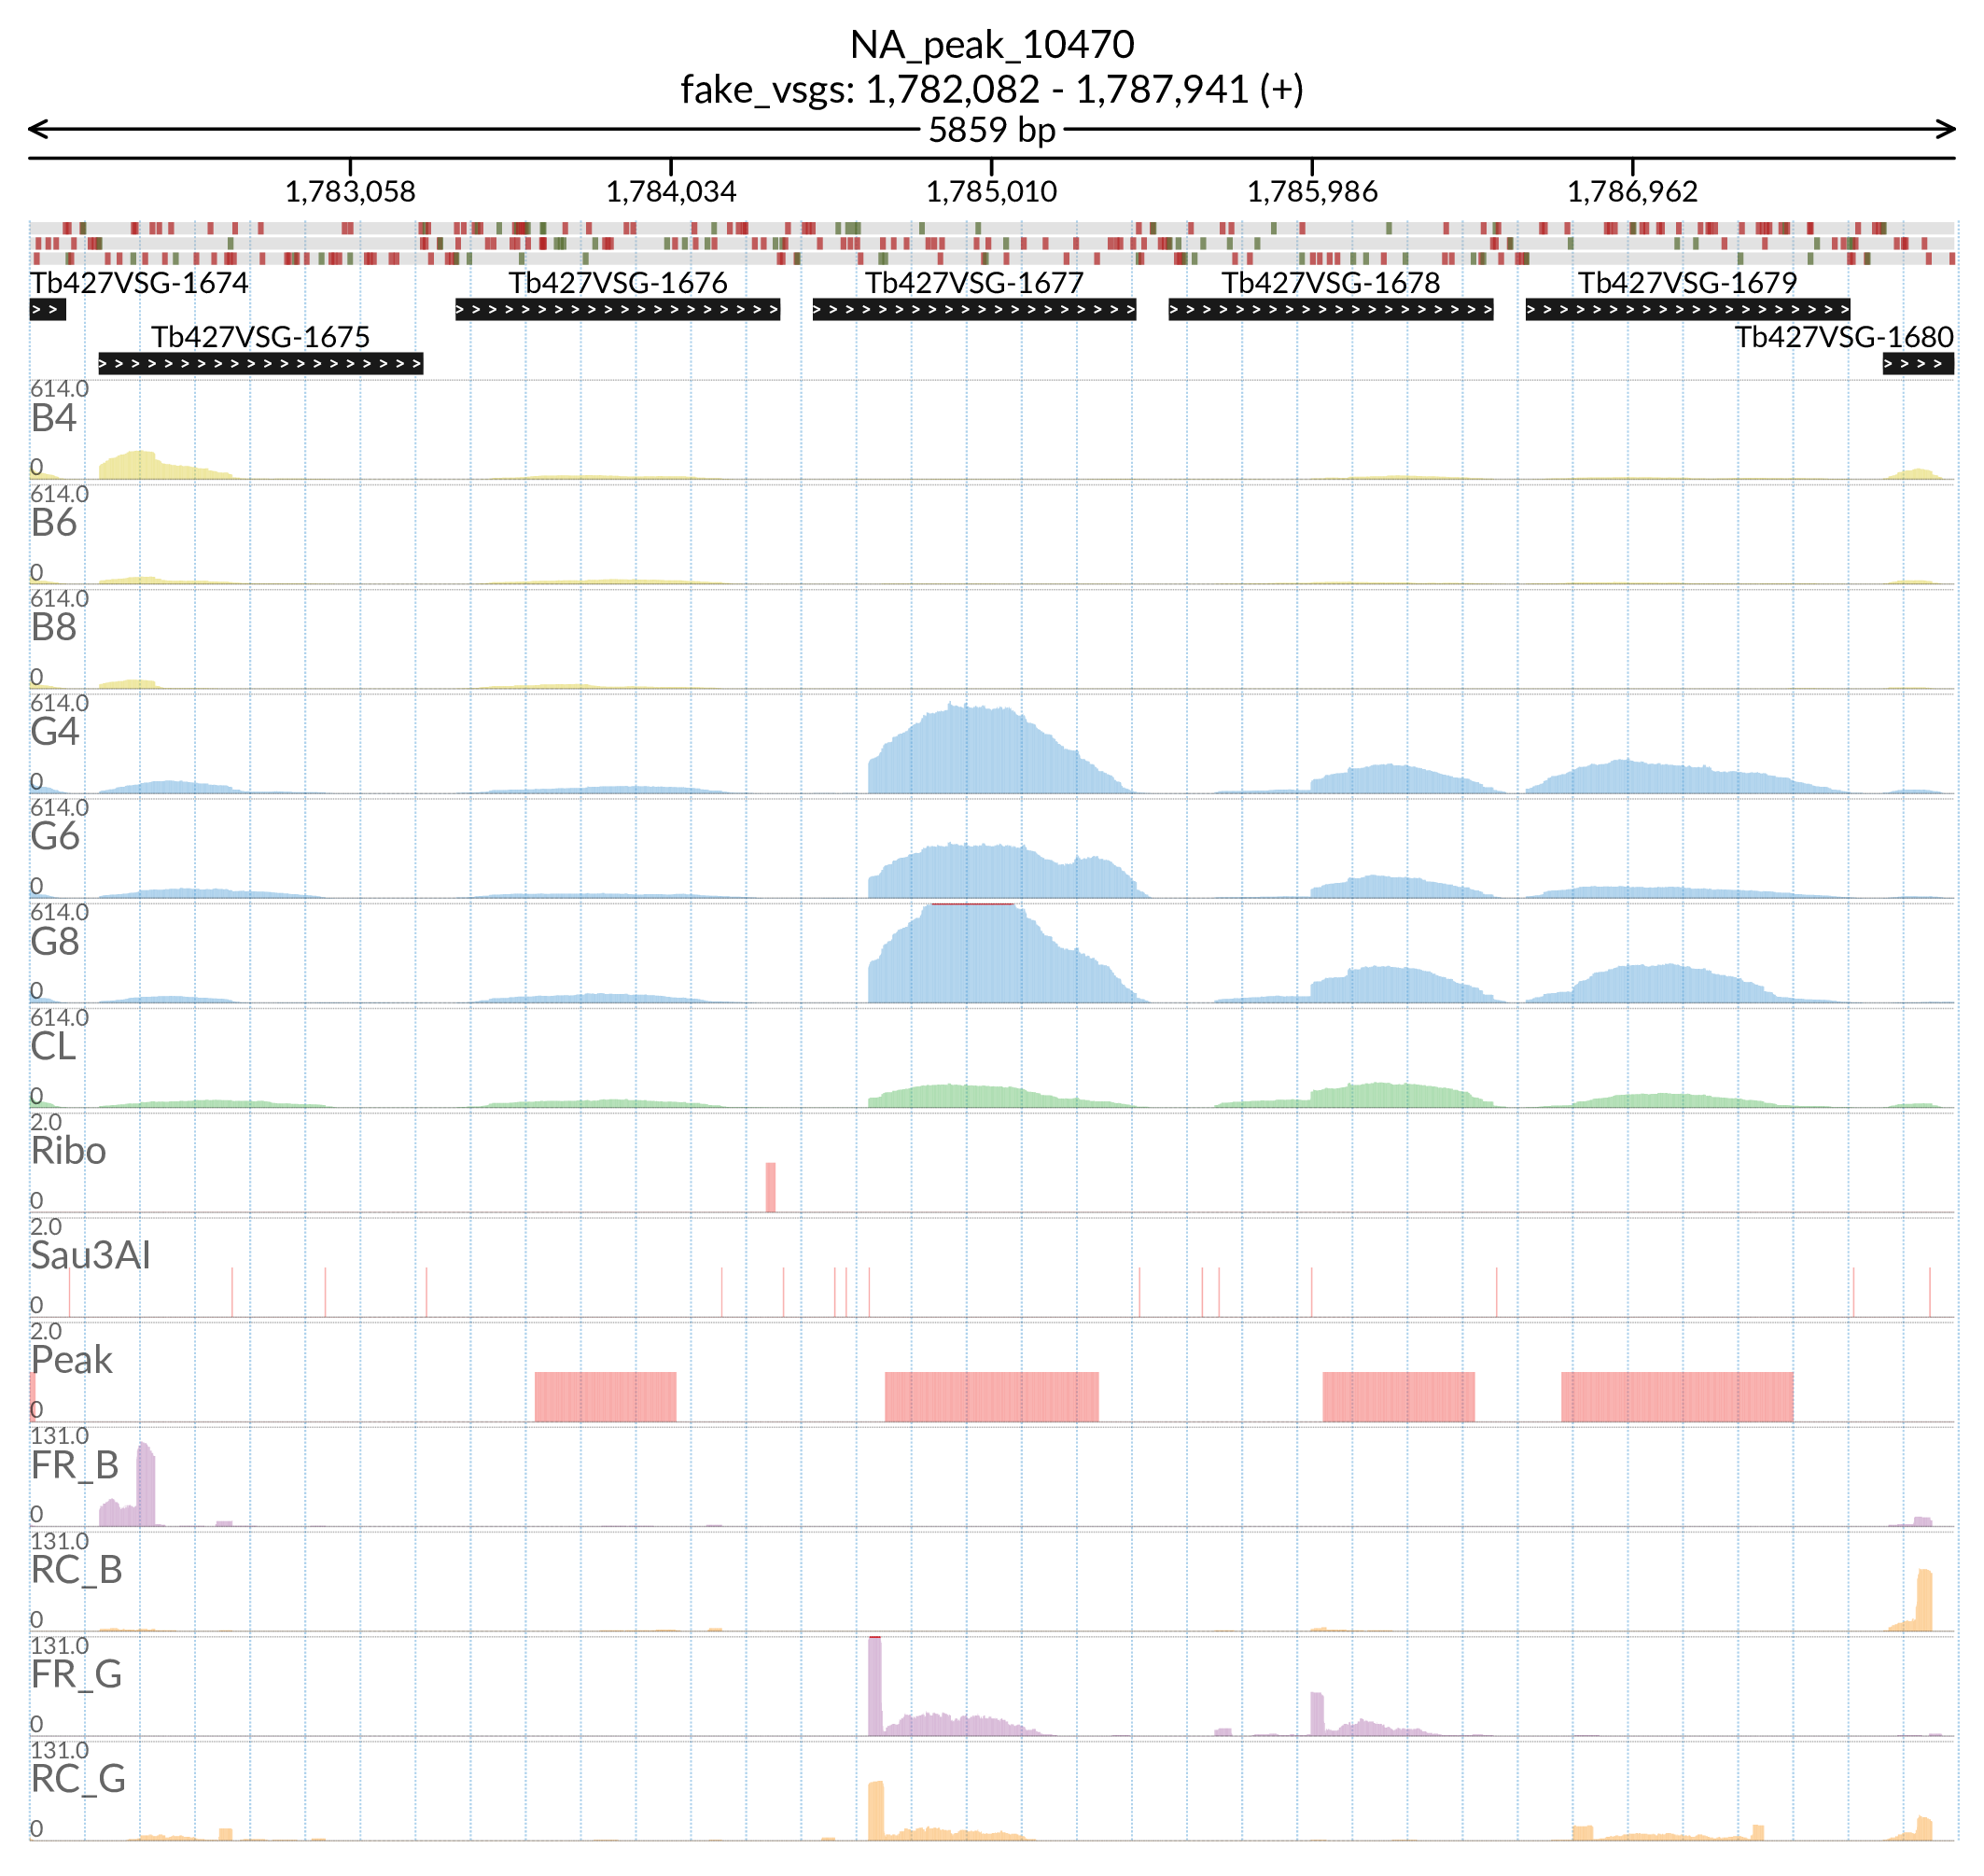 NA_peak_10470
fake_vsgs: 1,782,082 - 1,787,941 (+)
5859 bp
1,783,058 1,784,034 1,785,010 1,785,986 1,786,962
Tb427VSG-1674 Tb427VSG-1676 Tb427VSG-1677 Tb427VSG-1678 Tb427VSG-1679
Tb427VSG-1675 Tb427VSG-1680
614.0
B4
0
614.0
B6
0
614.0
B8
0
614.0
G4
0
614.0
G6
0
614.0
G8
0
614.0
CL
0
2.0
Ribo
0
2.0
Sau3AI
0
2.0
Peak
0
131.0
FR_B
0
131.0
RC_B
0
131.0
FR_G
0
131.0
RC_G
0